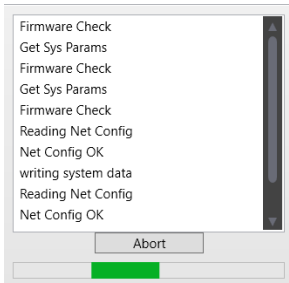 Firmware Check
Get Sys Params
Firmware Check
Get Sys Params
Firmware Check
Reading Net Config
Net Config OK
writing system data
Reading Net Config
Net Config OK
Abort